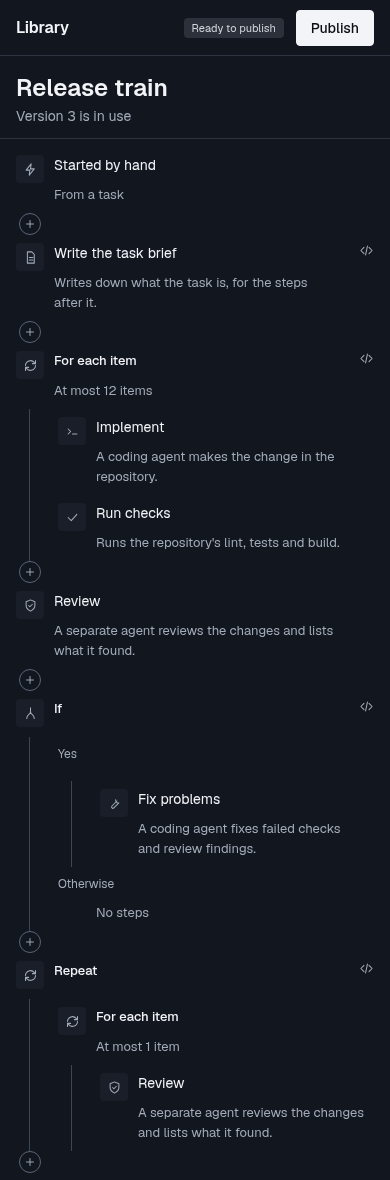 Library
Ready to publish
Publish
Release train
Version 3 is in use
Started by hand
From a task
Write the task brief
Writes down what the task is, for the steps
after it.
For each item
At most 12 items
Implement
A coding agent makes the change in the
repository.
Run checks
Runs the repository's lint, tests and build.
Review
A separate agent reviews the changes and lists
what it found.
If
Yes
Fix problems
A coding agent fixes failed checks
and review findings.
Otherwise
No steps
Repeat
For each item
At most 1 item
Review
A separate agent reviews the changes
and lists what it found.